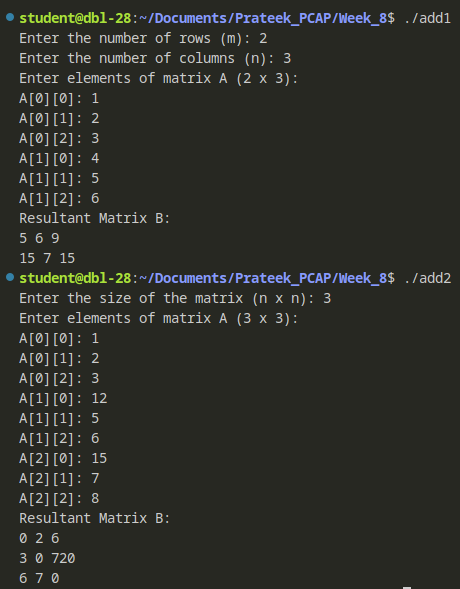 student@dbl-28:~/Documents/Prateek_PCAP/Week_8$ ./add1
Enter the number of rows (m): 2
Enter the number of columns (n): 3
Enter elements of matrix A (2 x 3):
A[0][0]: 1
A[0][1]: 2
A[0][2]: 3
A[1][0]: 4
A[1][1]: 5
A[1][2]: 6
Resultant Matrix B:
5 6 9
15 7 15
student@dbl-28:~/Documents/Prateek_PCAP/Week_8$ ./add2
Enter the size of the matrix (n x n): 3
Enter elements of matrix A (3 x 3):
A[0][0]: 1
A[0][1]: 2
A[0][2]: 3
A[1][0]: 12
A[1][1]: 5
A[1][2]: 6
A[2][0]: 15
A[2][1]: 7
A[2][2]: 8
Resultant Matrix B:
0 2 6
3 0 720
6 7 0